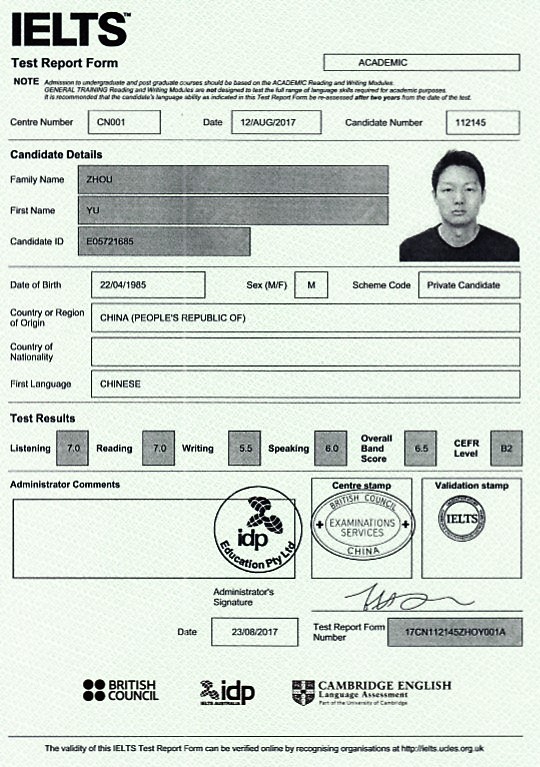 IELTS™
Test Report Form
ACADEMIC
NOTE Admission to undergraduate and post graduate courses should be based on the ACADEMIC Reading and Writing Modules.
GENERAL TRAINING Reading and Writing Modules are not designed to test the full range of language skills required for academic purposes.
It is recommended that the candidate's language ability as indicated in this Test Report Form be re-assessed after two years from the date of the test.
Centre Number CN001 Date 12/AUG/2017 Candidate Number 112145
Candidate Details
Family Name ZHOU
First Name YU
Candidate ID E05721685
Date of Birth 22/04/1985 Sex (M/F) M Scheme Code Private Candidate
Country or Region
of Origin
CHINA (PEOPLE'S REPUBLIC OF)
Country of
Nationality
First Language CHINESE
Test Results
Listening 7.0 Reading 7.0 Writing 5.5 Speaking 6.0 Overall Band Score 6.5 CEFR Level B2
Administrator Comments
idp
Education Pty Ltd
Centre stamp
BRITISH COUNCIL
EXAMINATIONS
SERVICES
CHINA
Validation stamp
IELTS
Administrator's
Signature
Date 23/08/2017
Test Report Form
Number
17CN112145ZHOY001A
BRITISH
COUNCIL
idp
IELTS AUSTRALIA
CAMBRIDGE ENGLISH
Language Assessment
Part of the University of Cambridge
The validity of this IELTS Test Report Form can be verified online by recognising organisations at http://ielts.ucles.org.uk